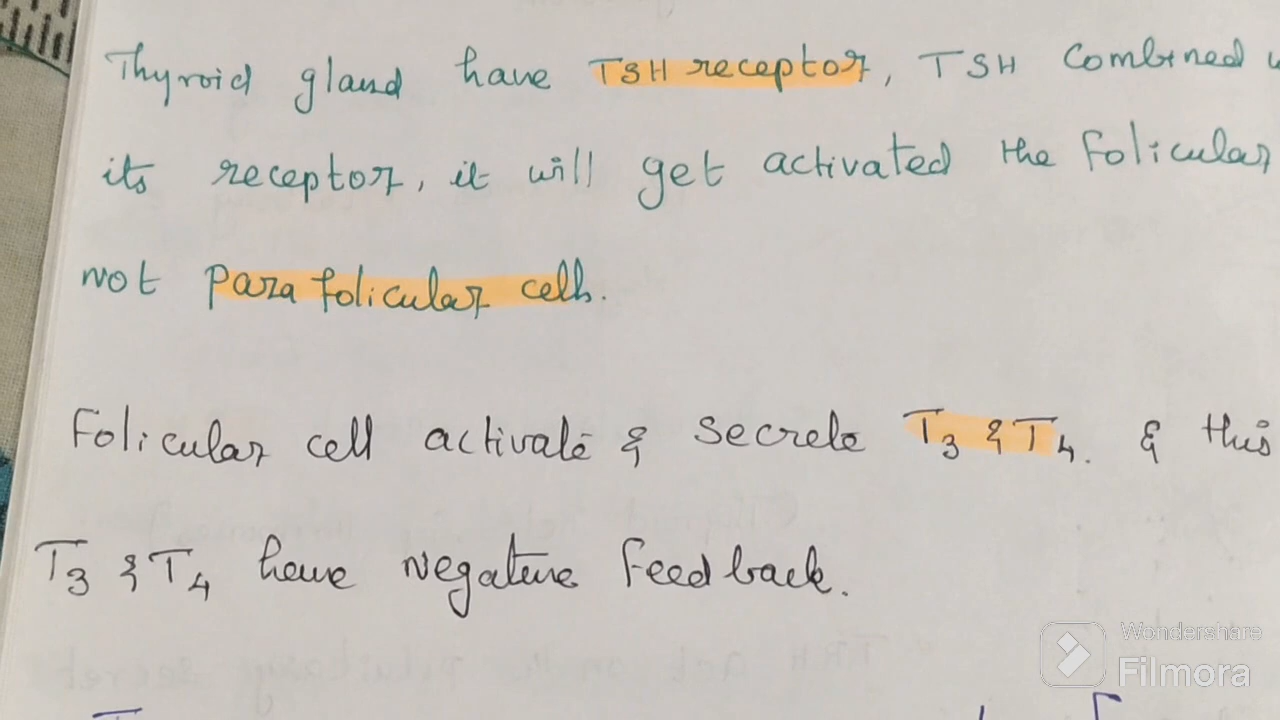 Thyroid gland have TSH receptor, TSH combined
its receptor, it will get activated the Folicular
not Para folicular cells.
Folicular cell activate & secrete T3 & T4. & this
T3 & T4 have negative feedback.
Wondershare
Filmora